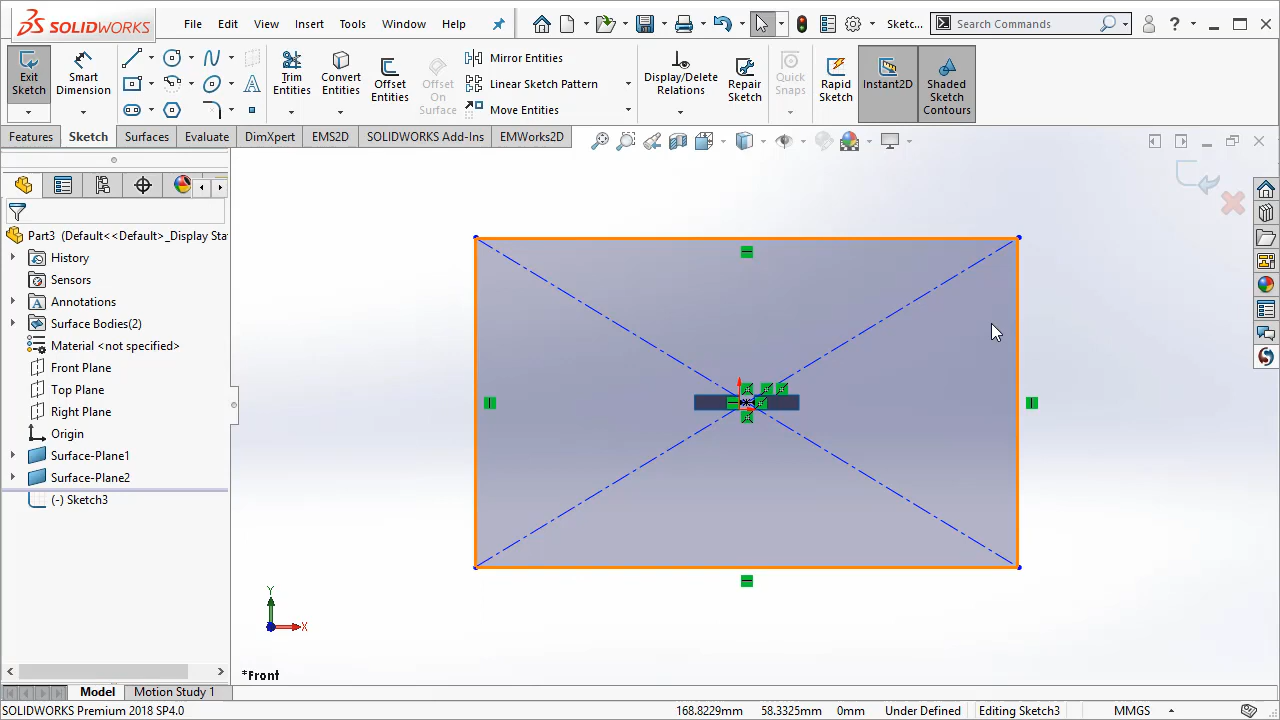 SOLIDWORKS
File Edit View Insert Tools Window Help
Sketc...
Search Commands
?
Exit Sketch
Smart Dimension
Trim Entities
Convert Entities
Offset Entities
Offset On Surface
Mirror Entities
Linear Sketch Pattern
Move Entities
Display/Delete Relations
Repair Sketch
Quick Snaps
Rapid Sketch
Instant2D
Shaded Sketch Contours
Features Sketch Surfaces Evaluate DimXpert EMS2D SOLIDWORKS Add-Ins EMWorks2D
Part3 (Default<<Default>_Display Sta
History
Sensors
Annotations
Surface Bodies(2)
Material <not specified>
Front Plane
Top Plane
Right Plane
Origin
Surface-Plane1
Surface-Plane2
(-) Sketch3
Y
X
*Front
Model Motion Study 1
SOLIDWORKS Premium 2018 SP4.0 168.8229mm 58.3325mm 0mm Under Defined Editing Sketch3 MMGS